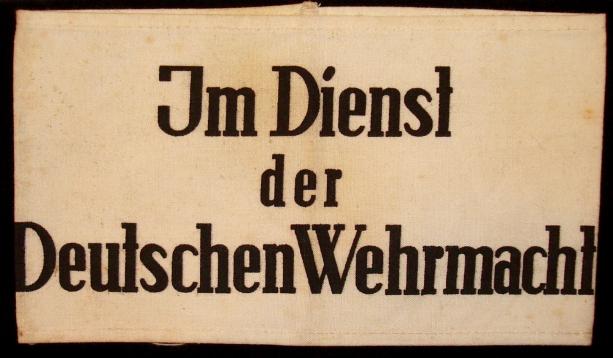 Im Dienst
der
Deutschen Wehrmacht